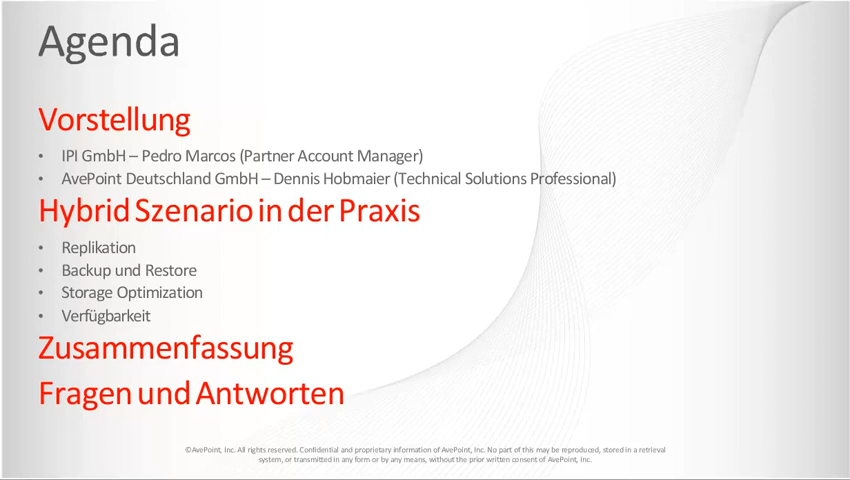 Agenda
Vorstellung
• IPI GmbH – Pedro Marcos (Partner Account Manager)
• AvePoint Deutschland GmbH – Dennis Hobmaier (Technical Solutions Professional)
Hybrid Szenario in der Praxis
• Replikation
• Backup und Restore
• Storage Optimization
• Verfügbarkeit
Zusammenfassung
Fragen und Antworten
©AvePoint, Inc. All rights reserved. Confidential and proprietary information of AvePoint, Inc. No part of this may be reproduced, stored in a retrieval
system, or transmitted in any form or by any means, without the prior written consent of AvePoint, Inc.